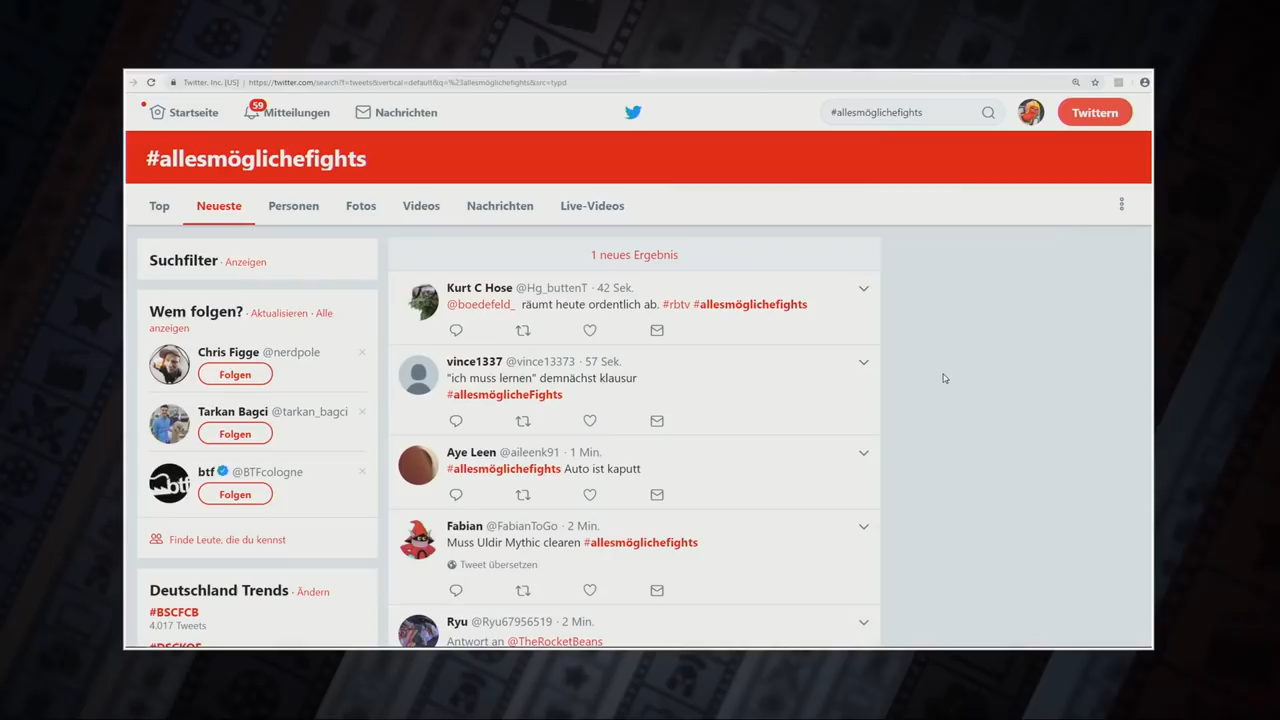 Twitter, Inc. [US] | https://twitter.com/search?f=tweets&vertical=default&q=%23allesmöglichefights&src=typd
Startseite
59
Mitteilungen
Nachrichten
#allesmöglichefights
Twittern
#allesmöglichefights
Top
Neueste
Personen
Fotos
Videos
Nachrichten
Live-Videos
Suchfilter · Anzeigen
Wem folgen? · Aktualisieren · Alle
anzeigen
Chris Figge @nerdpole
Folgen
Tarkan Bagci @tarkan_bagci
Folgen
btf
btf @BTFcologne
Folgen
Finde Leute, die du kennst
Deutschland Trends · Ändern
#BSCFCB
4.017 Tweets
1 neues Ergebnis
Kurt C Hose @Hg_buttenT · 42 Sek.
@boedefeld_ räumt heute ordentlich ab. #rbtv #allesmöglichefights
vince1337 @vince13373 · 57 Sek.
"ich muss lernen" demnächst klausur
#allesmöglicheFights
Aye Leen @aileenk91 · 1 Min.
#allesmöglichefights Auto ist kaputt
Fabian @FabianToGo · 2 Min.
Muss Uldir Mythic clearen #allesmöglichefights
Tweet übersetzen
Ryu @Ryu67956519 · 2 Min.
Antwort an @TheRocketBeans